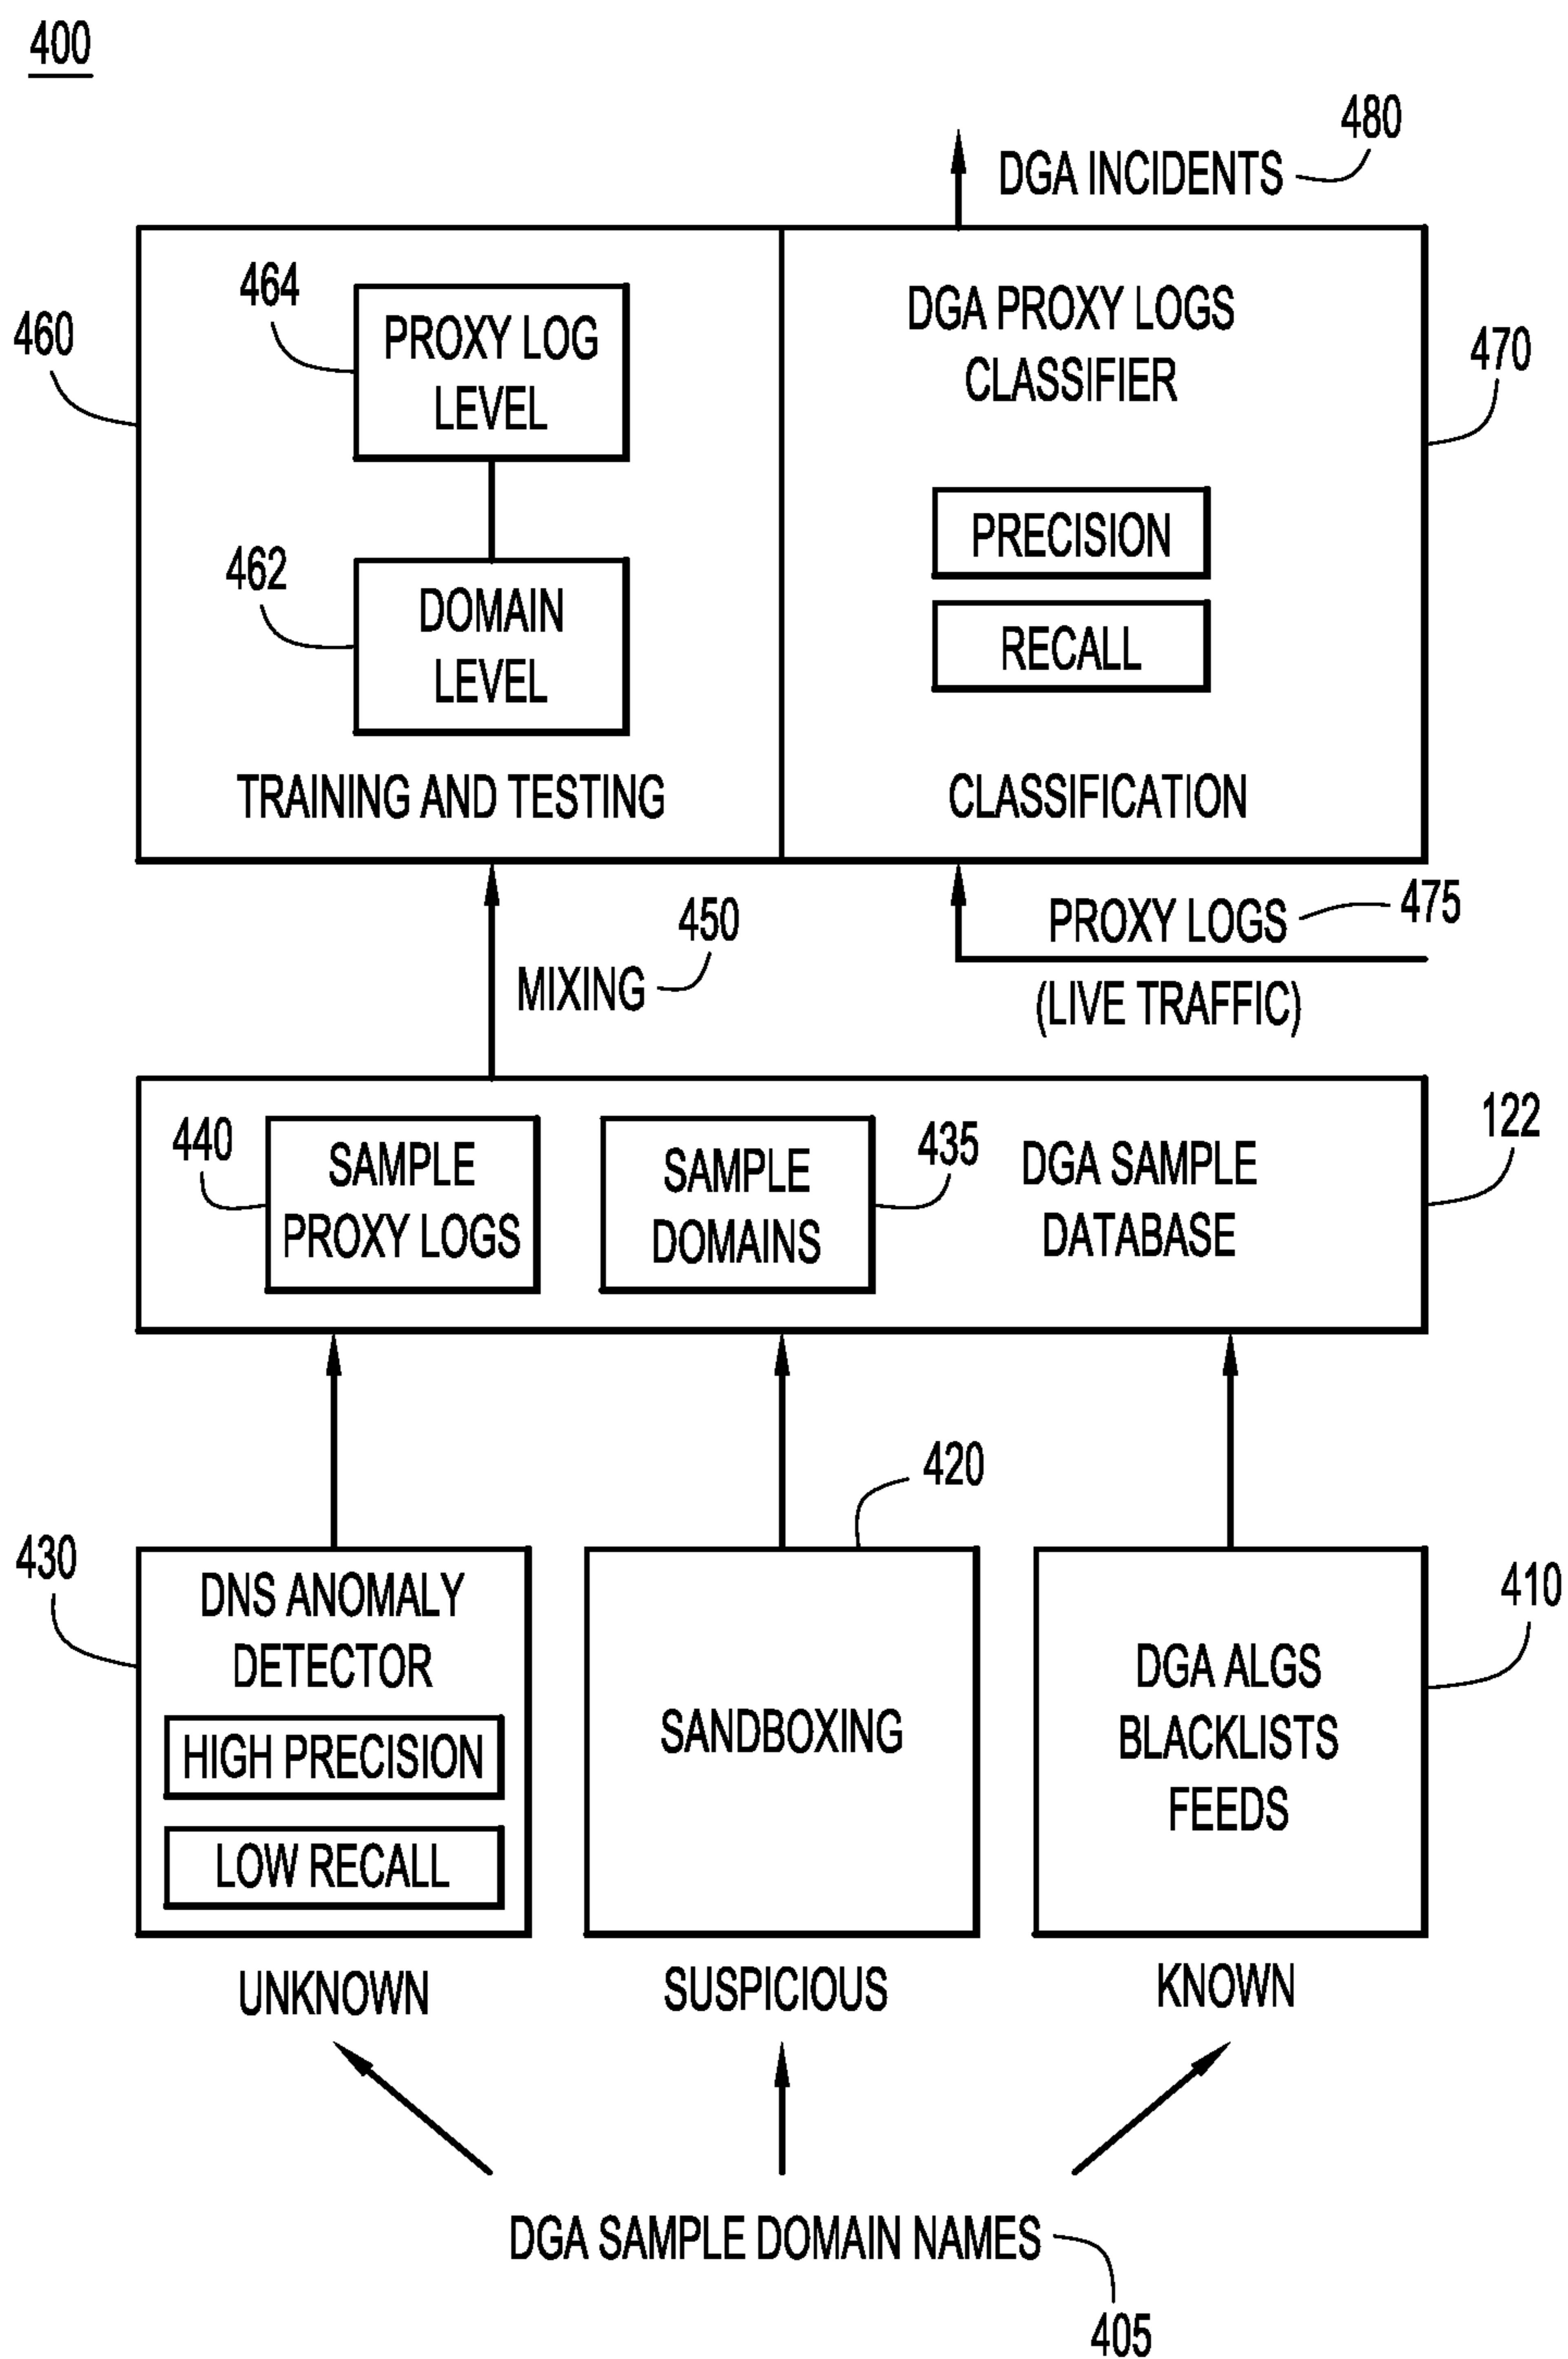 400
480
DGA INCIDENTS
464
PROXY LOG
LEVEL
DGA PROXY LOGS
CLASSIFIER
460
470
PRECISION
462
DOMAIN
LEVEL
RECALL
TRAINING AND TESTING
CLASSIFICATION
450
MIXING
PROXY LOGS
475
(LIVE TRAFFIC)
440
SAMPLE
PROXY LOGS
SAMPLE
DOMAINS
435
DGA SAMPLE
DATABASE
122
420
430
DNS ANOMALY
DETECTOR
HIGH PRECISION
LOW RECALL
SANDBOXING
DGA ALGS
BLACKLISTS
FEEDS
410
UNKNOWN
SUSPICIOUS
KNOWN
DGA SAMPLE DOMAIN NAMES
405